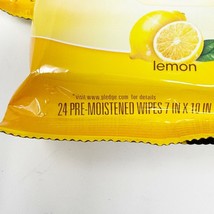 lemon
*visit www.pledge.com for details
24 PRE-MOISTENED WIPES 7 IN X 10 IN